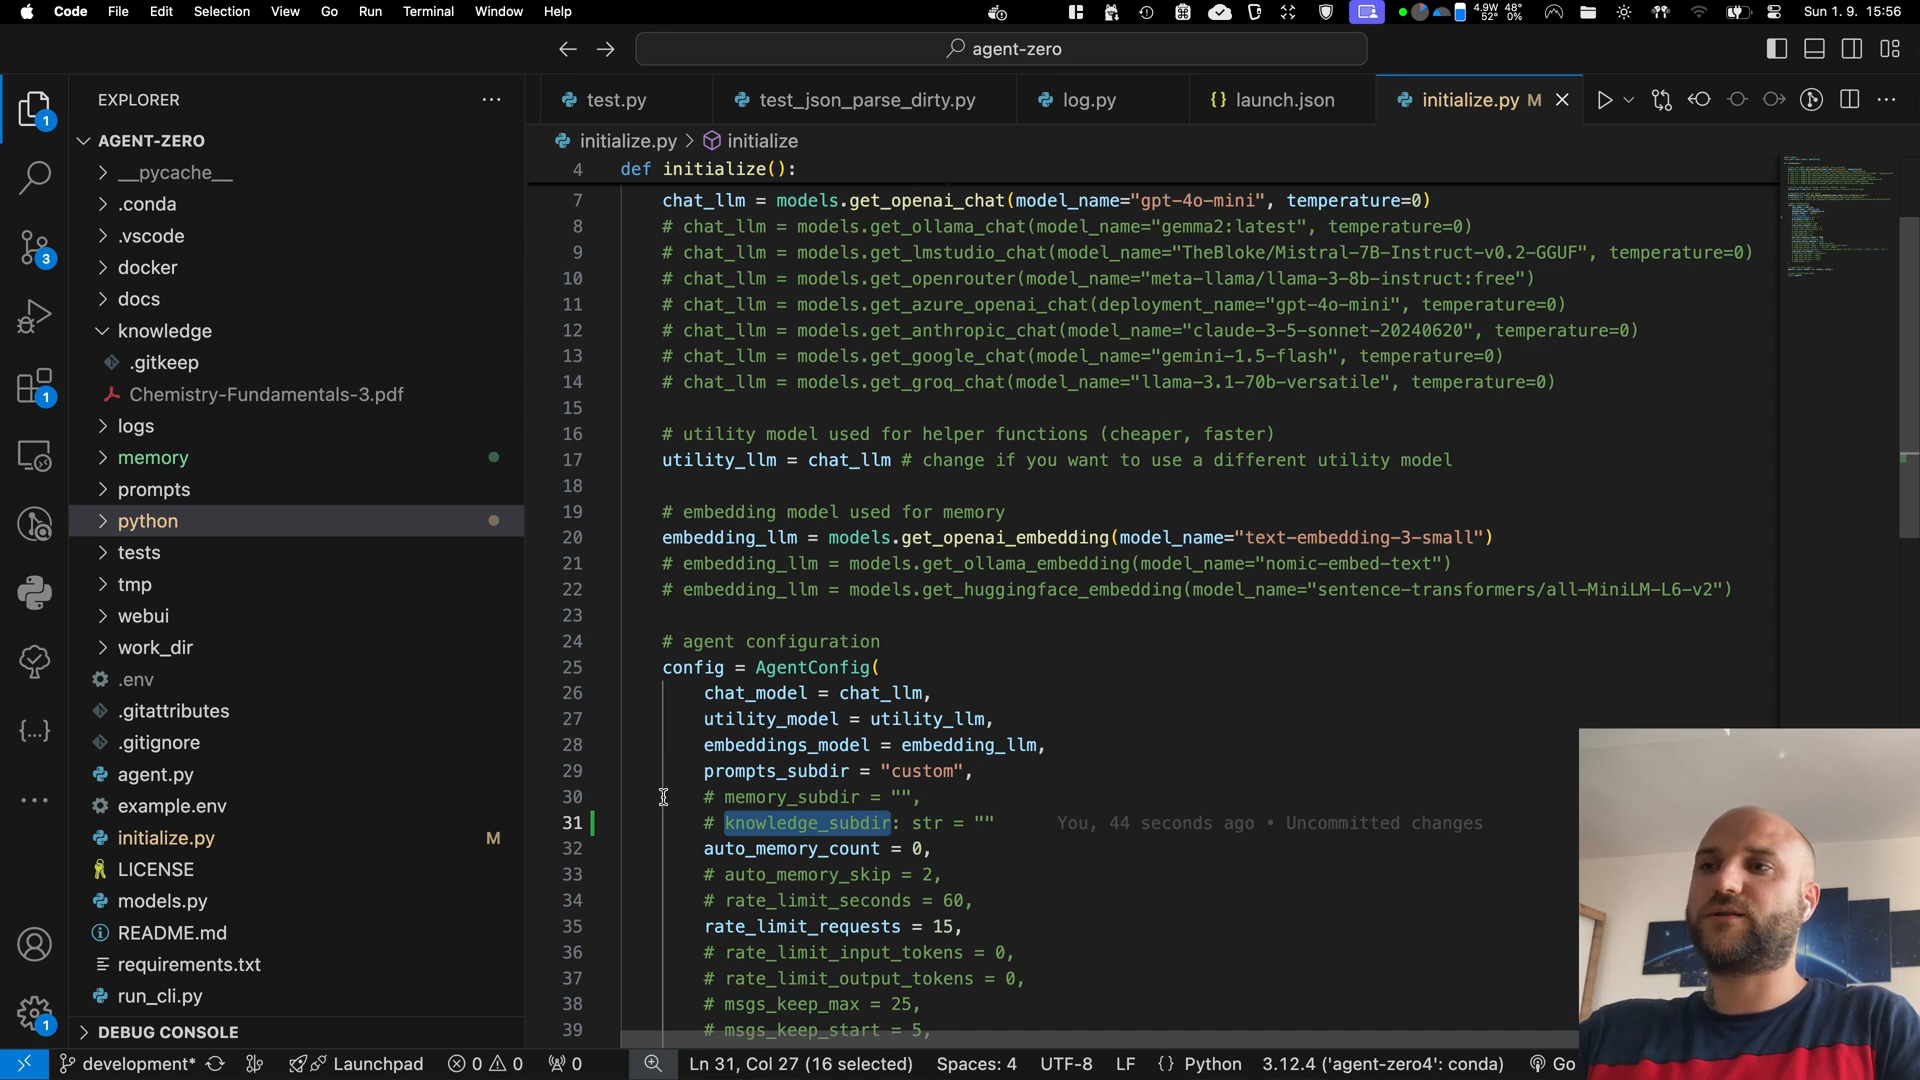 Code File Edit Selection View Go Run Terminal Window Help
4.9W 48°
52° 0%
Sun 1. 9. 15:56
agent-zero
EXPLORER
test.py
test_json_parse_dirty.py
log.py
launch.json
initialize.py M
AGENT-ZERO
__pycache__
.conda
.vscode
docker
docs
knowledge
.gitkeep
Chemistry-Fundamentals-3.pdf
logs
memory
prompts
python
tests
tmp
webui
work_dir
.env
.gitattributes
.gitignore
agent.py
example.env
initialize.py M
LICENSE
models.py
README.md
requirements.txt
run_cli.py
DEBUG CONSOLE
1
3
1
1
initialize.py > initialize
4 def initialize():
7 chat_llm = models.get_openai_chat(model_name="gpt-4o-mini", temperature=0)
8 # chat_llm = models.get_ollama_chat(model_name="gemma2:latest", temperature=0)
9 # chat_llm = models.get_lmstudio_chat(model_name="TheBloke/Mistral-7B-Instruct-v0.2-GGUF", temperature=0)
10 # chat_llm = models.get_openrouter(model_name="meta-llama/llama-3-8b-instruct:free")
11 # chat_llm = models.get_azure_openai_chat(deployment_name="gpt-4o-mini", temperature=0)
12 # chat_llm = models.get_anthropic_chat(model_name="claude-3-5-sonnet-20240620", temperature=0)
13 # chat_llm = models.get_google_chat(model_name="gemini-1.5-flash", temperature=0)
14 # chat_llm = models.get_groq_chat(model_name="llama-3.1-70b-versatile", temperature=0)
15
16 # utility model used for helper functions (cheaper, faster)
17 utility_llm = chat_llm # change if you want to use a different utility model
18
19 # embedding model used for memory
20 embedding_llm = models.get_openai_embedding(model_name="text-embedding-3-small")
21 # embedding_llm = models.get_ollama_embedding(model_name="nomic-embed-text")
22 # embedding_llm = models.get_huggingface_embedding(model_name="sentence-transformers/all-MiniLM-L6-v2")
23
24 # agent configuration
25 config = AgentConfig(
26 chat_model = chat_llm,
27 utility_model = utility_llm,
28 embeddings_model = embedding_llm,
29 prompts_subdir = "custom",
30 # memory_subdir = "",
31 # knowledge_subdir: str = "" You, 44 seconds ago • Uncommitted changes
32 auto_memory_count = 0,
33 # auto_memory_skip = 2,
34 # rate_limit_seconds = 60,
35 rate_limit_requests = 15,
36 # rate_limit_input_tokens = 0,
37 # rate_limit_output_tokens = 0,
38 # msgs_keep_max = 25,
39 # msgs_keep_start = 5,
development* Launchpad 0 0 0 Ln 31, Col 27 (16 selected) Spaces: 4 UTF-8 LF Python 3.12.4 ('agent-zero4': conda) Go